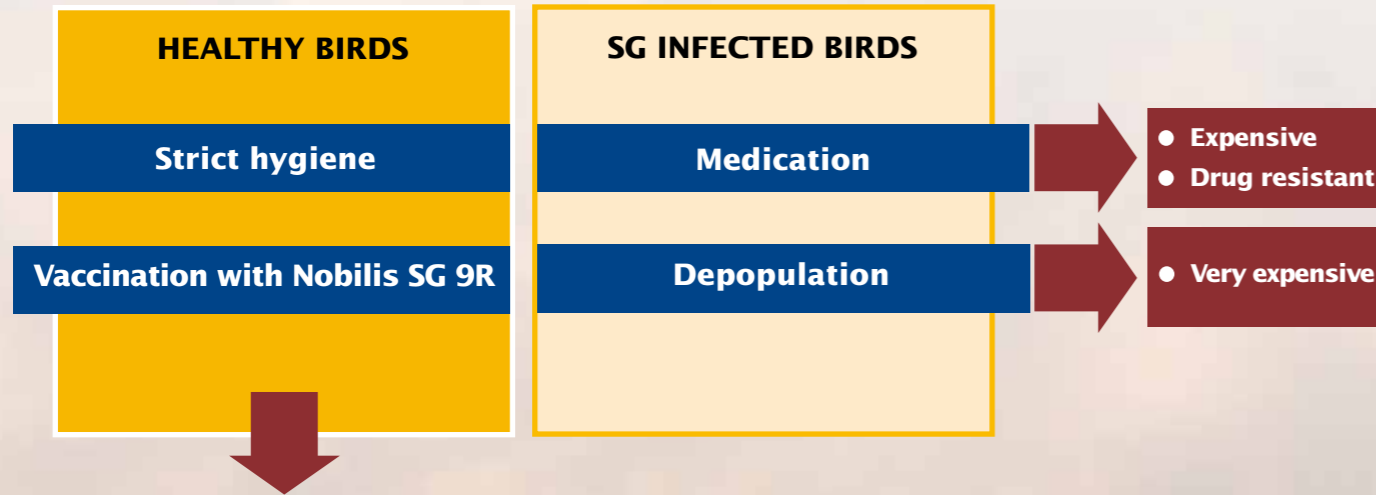 HEALTHY BIRDS
Strict hygiene
Vaccination with Nobilis SG 9R
SG INFECTED BIRDS
Medication
● Expensive
● Drug resistant
Depopulation
● Very expensive